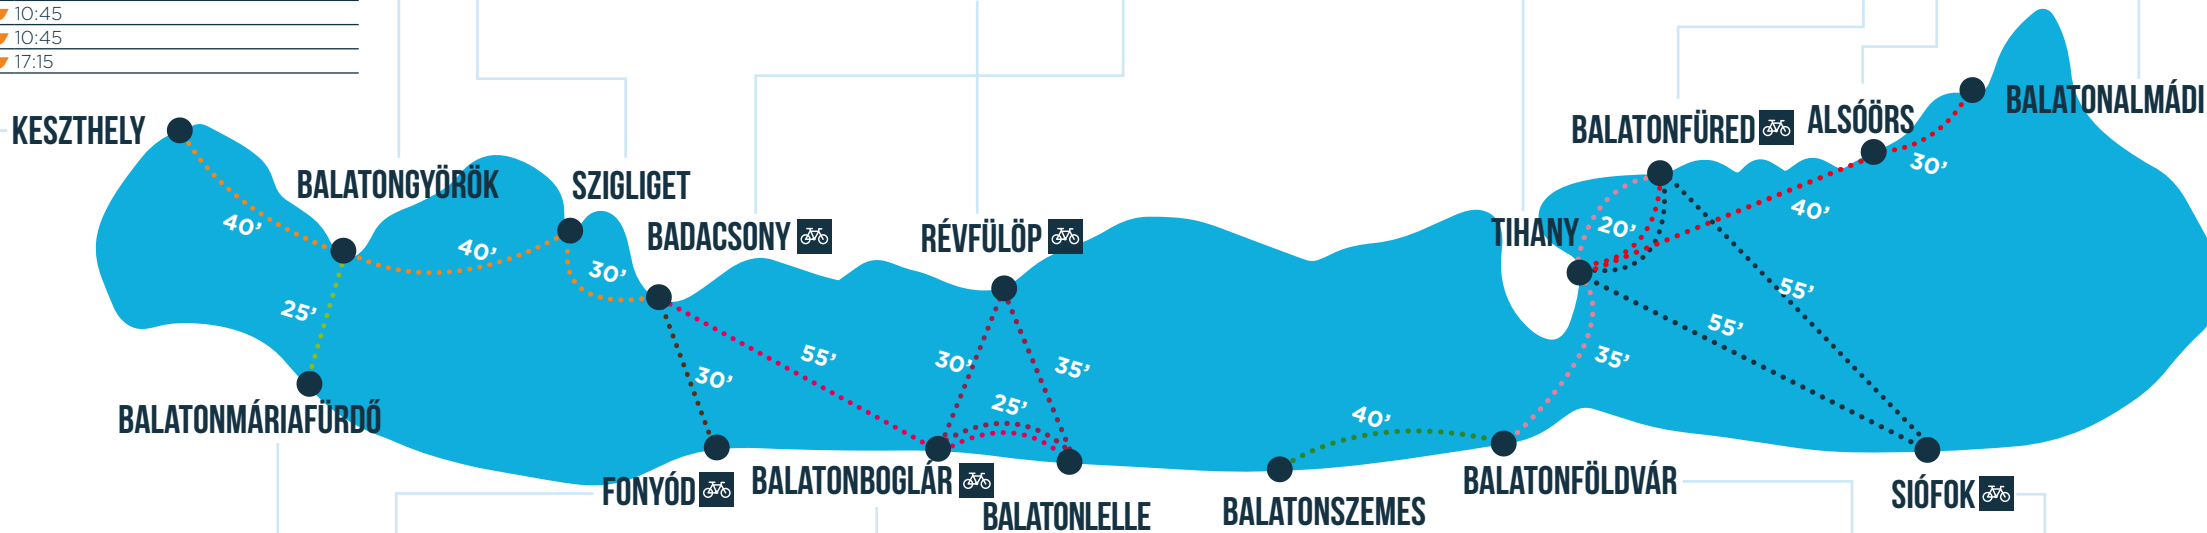 10:45
10:45
17:15
KESZTHELY
BALATONGYÖRÖK
SZIGLIGET
BADACSONY
RÉVFÜLÖP
TIHANY
BALATONFÜRED
ALSÓÖRS
BALATONALMÁDI
40’
40’
30’
25’
55’
30’
30’
35’
25’
40’
20’
40’
30’
55’
55’
35’
BALATONMÁRIAFÜRDŐ
FONYÓD
BALATONBOGLÁR
BALATONLELLE
BALATONSZEMES
BALATONFÖLDVÁR
SIÓFOK